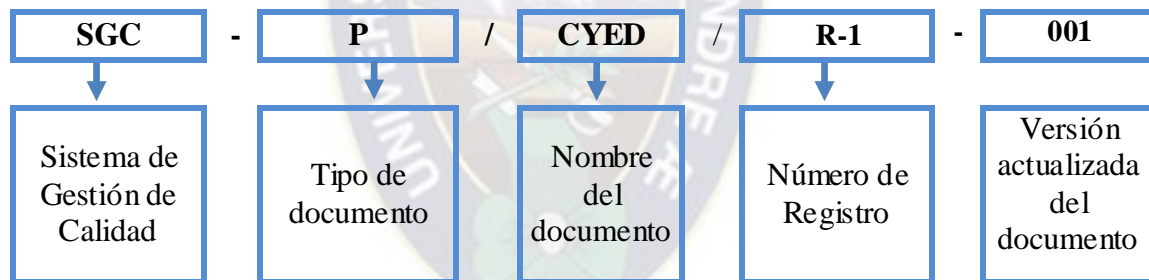 SGC - P / CYED / R-1 - 001
Sistema de
Gestión de
Calidad
Tipo de
documento
Nombre
del
documento
Número de
Registro
Versión
actualizada
del
documento